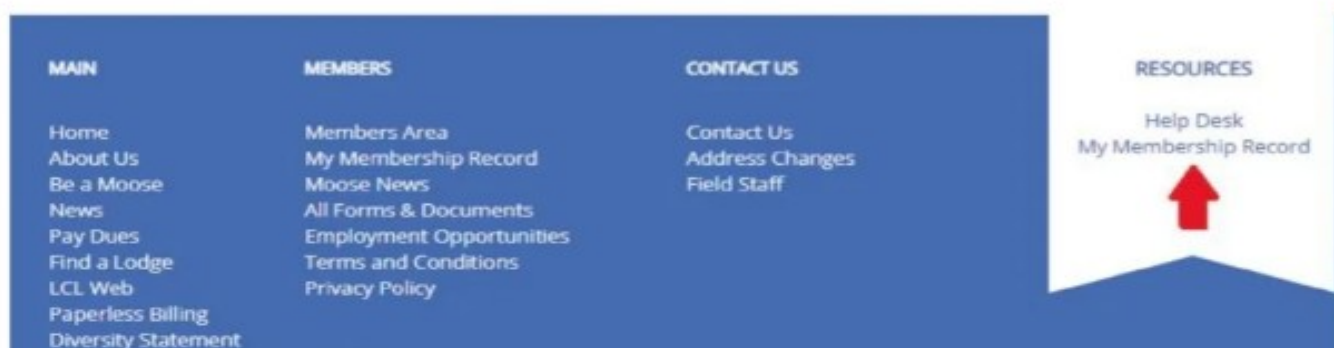 MAIN
Home
About Us
Be a Moose
News
Pay Dues
Find a Lodge
LCL Web
Paperless Billing
Diversity Statement
MEMBERS
Members Area
My Membership Record
Moose News
All Forms & Documents
Employment Opportunities
Terms and Conditions
Privacy Policy
CONTACT US
Contact Us
Address Changes
Field Staff
RESOURCES
Help Desk
My Membership Record